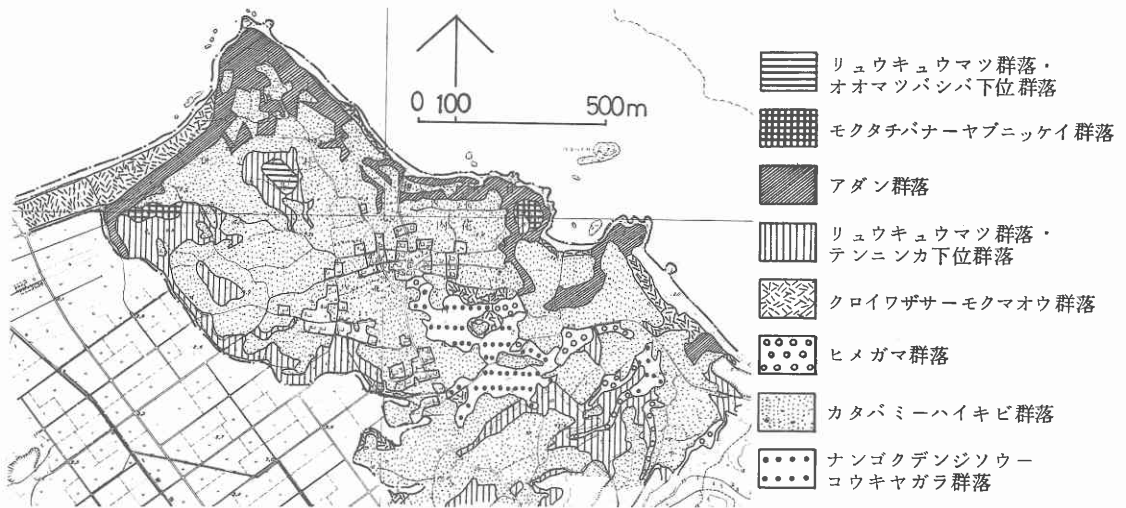 0 100 500m
リュウキュウマツ群落・
オオマツバシバ下位群落
モクタチバナーヤブニッケイ群落
アダン群落
リュウキュウマツ群落・
テンニンカ下位群落
クロイワザサーモクマオウ群落
ヒメガマ群落
カタバミーハイキビ群落
ナンゴクデンジソウー
コウキヤガラ群落